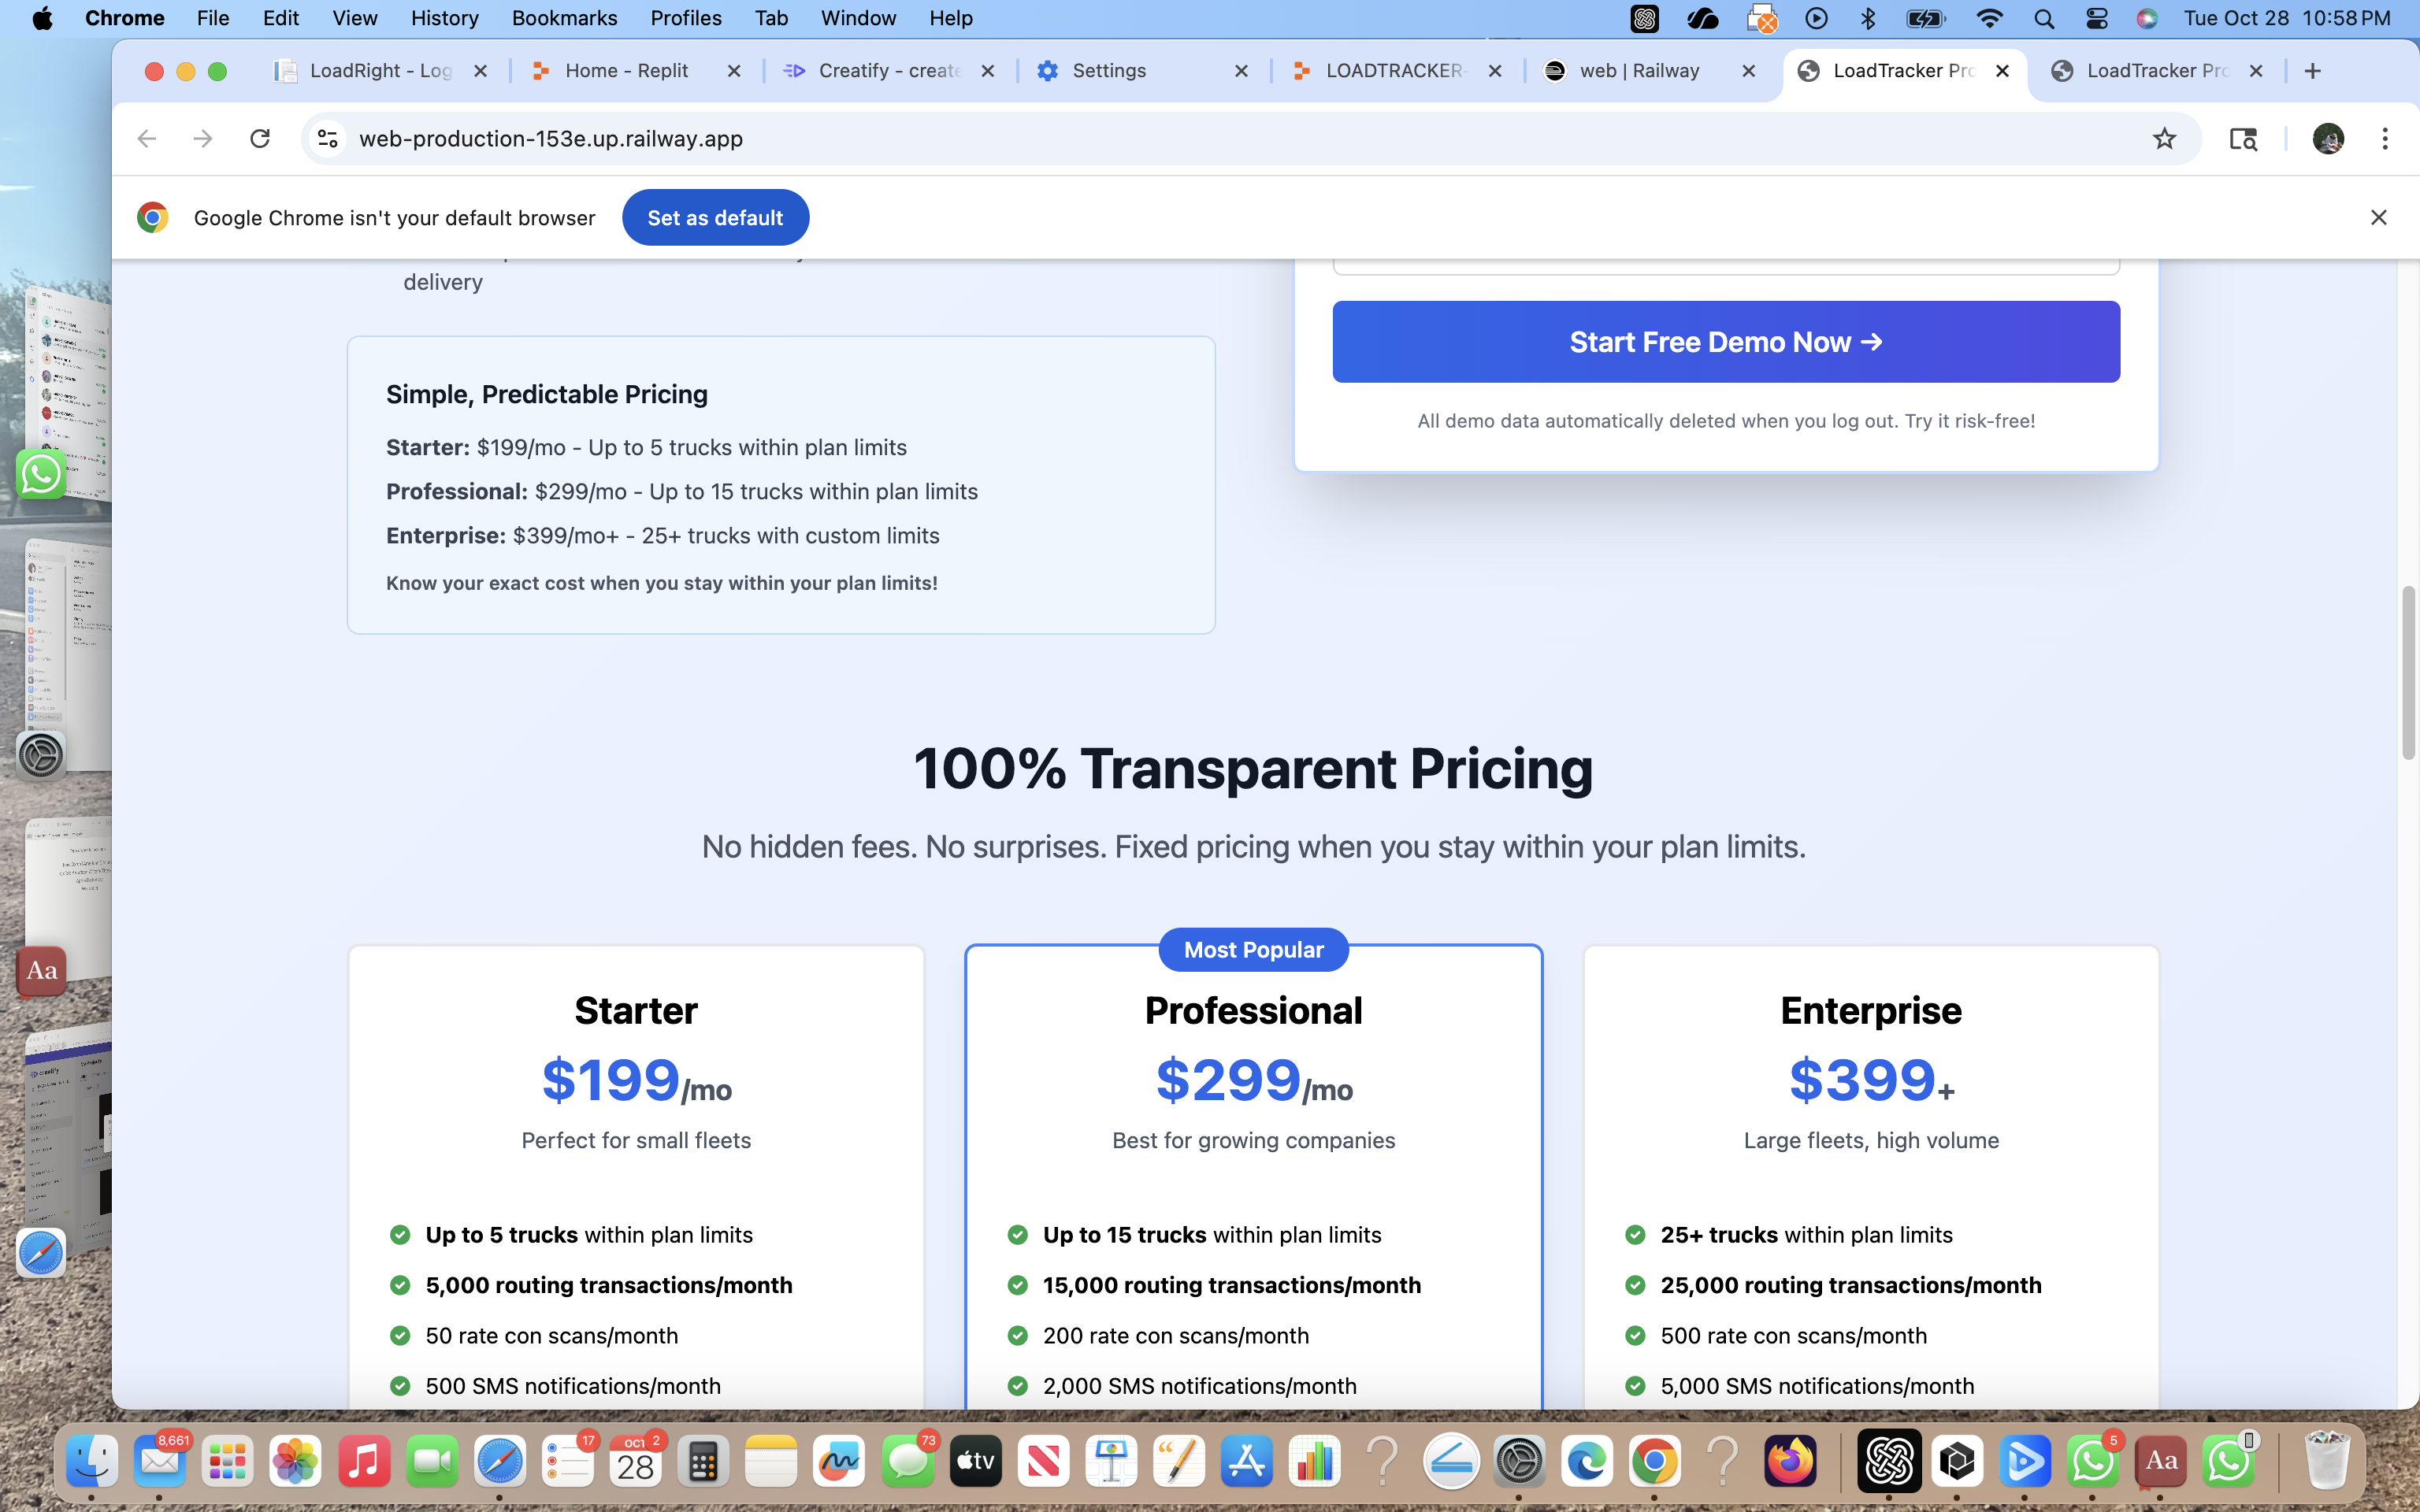 Chrome File Edit View History Bookmarks Profiles Tab Window Help Tue Oct 28 10:58 PM
LoadRight - Log Home - Replit Creatify - create Settings LOADTRACKER- web | Railway LoadTracker Pro LoadTracker Pro
web-production-153e.up.railway.app
Google Chrome isn't your default browser Set as default
delivery
Simple, Predictable Pricing
Starter: $199/mo - Up to 5 trucks within plan limits
Professional: $299/mo - Up to 15 trucks within plan limits
Enterprise: $399/mo+ - 25+ trucks with custom limits
Know your exact cost when you stay within your plan limits!
Start Free Demo Now →
All demo data automatically deleted when you log out. Try it risk-free!
100% Transparent Pricing
No hidden fees. No surprises. Fixed pricing when you stay within your plan limits.
Starter
$199/mo
Perfect for small fleets
Up to 5 trucks within plan limits
5,000 routing transactions/month
50 rate con scans/month
500 SMS notifications/month
Most Popular
Professional
$299/mo
Best for growing companies
Up to 15 trucks within plan limits
15,000 routing transactions/month
200 rate con scans/month
2,000 SMS notifications/month
Enterprise
$399+
Large fleets, high volume
25+ trucks within plan limits
25,000 routing transactions/month
500 rate con scans/month
5,000 SMS notifications/month
Aa
8,661
17
OCT 2
28
73
tv
5
Aa